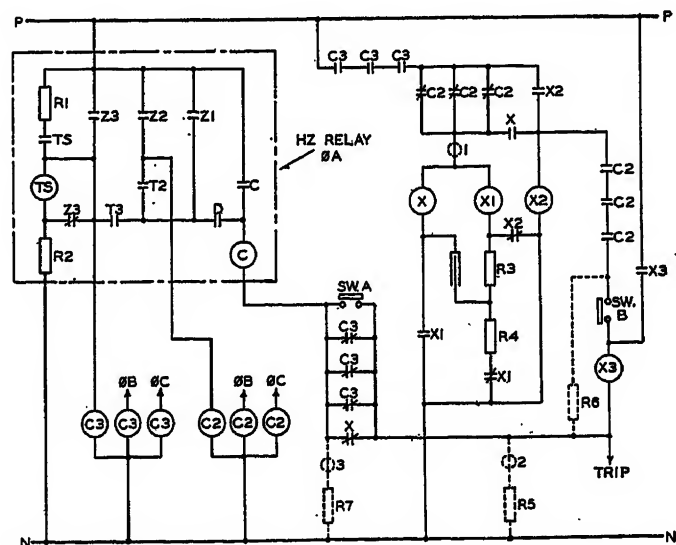 P P
C3 C3 C3
R1 Z3 Z2 Z1 C2 C2 C2 X2
TS HZ RELAY X
ØA 1
C2
TS T2 C X X1 X2 C2
Z3 T3 D X2 C2
R2 C R3 X3
SW.A SW.
B
C3 X1 R4
C3 X1 X3
ØB ØC ØB ØC C3 R6
C3 C3 C3 C2 C2 C2 X
3 2 TRIP
R7 R5
N N